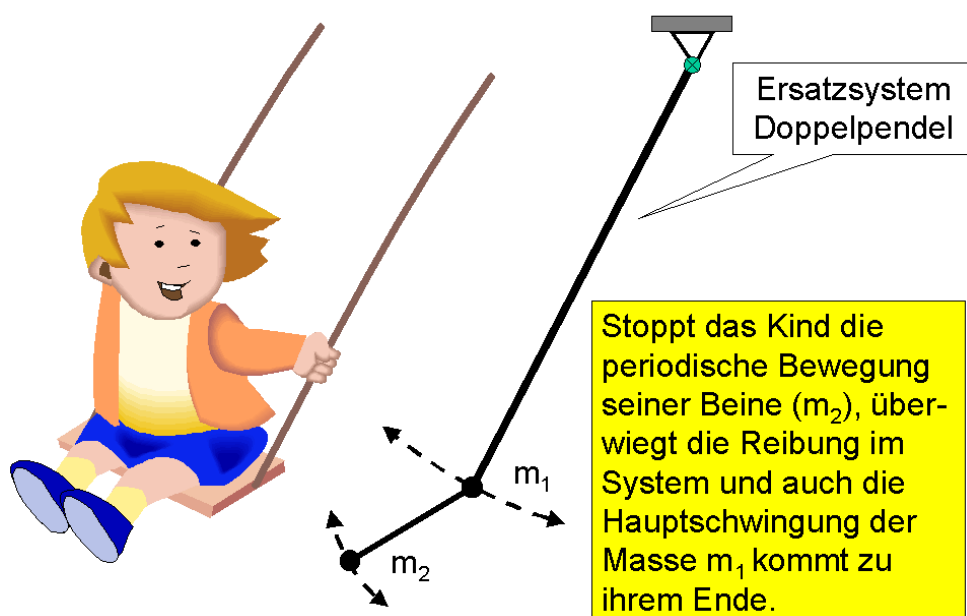 Ersatzsystem
Doppelpendel
Stoppt das Kind die
periodische Bewegung
seiner Beine (m₂), über-
wiegt die Reibung im
System und auch die
Hauptschwingung der
Masse m₁ kommt zu
ihrem Ende.
m₁
m₂